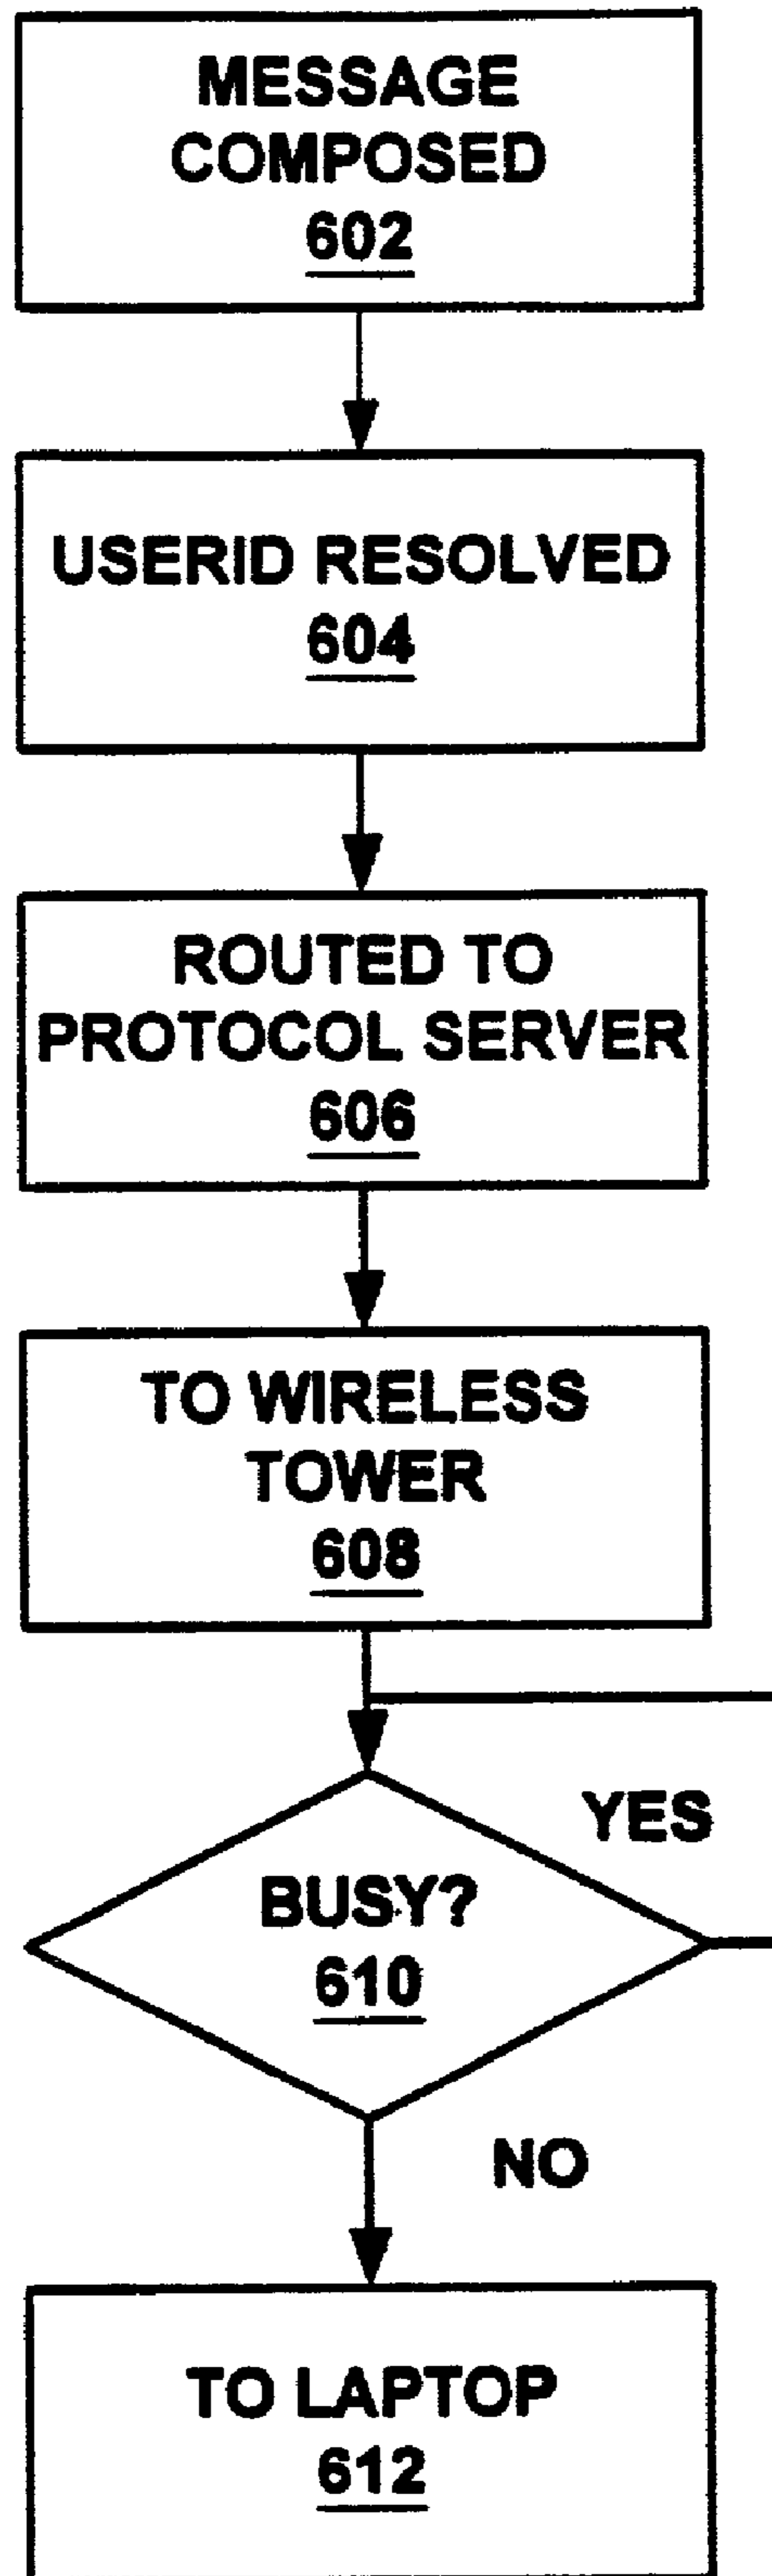 MESSAGE
COMPOSED
602
USERID RESOLVED
604
ROUTED TO
PROTOCOL SERVER
606
TO WIRELESS
TOWER
608
YES
BUSY?
610
NO
TO LAPTOP
612